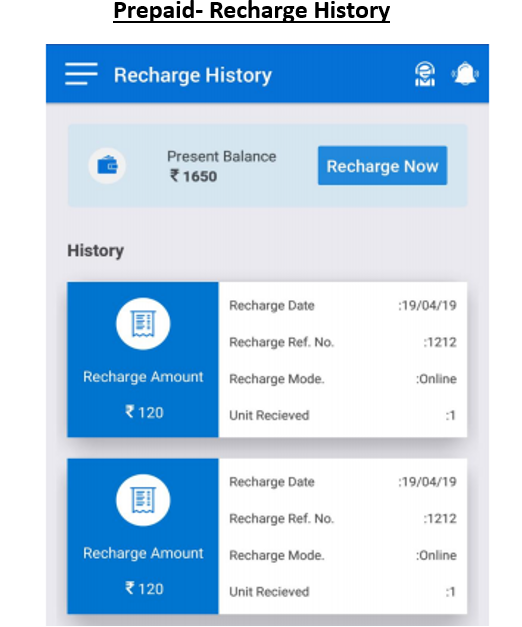 Prepaid- Recharge History
Recharge History
Present Balance
₹ 1650
Recharge Now
History
Recharge Amount
₹ 120
Recharge Date :19/04/19
Recharge Ref. No. :1212
Recharge Mode. :Online
Unit Recieved :1
Recharge Amount
₹ 120
Recharge Date :19/04/19
Recharge Ref. No. :1212
Recharge Mode. :Online
Unit Recieved :1